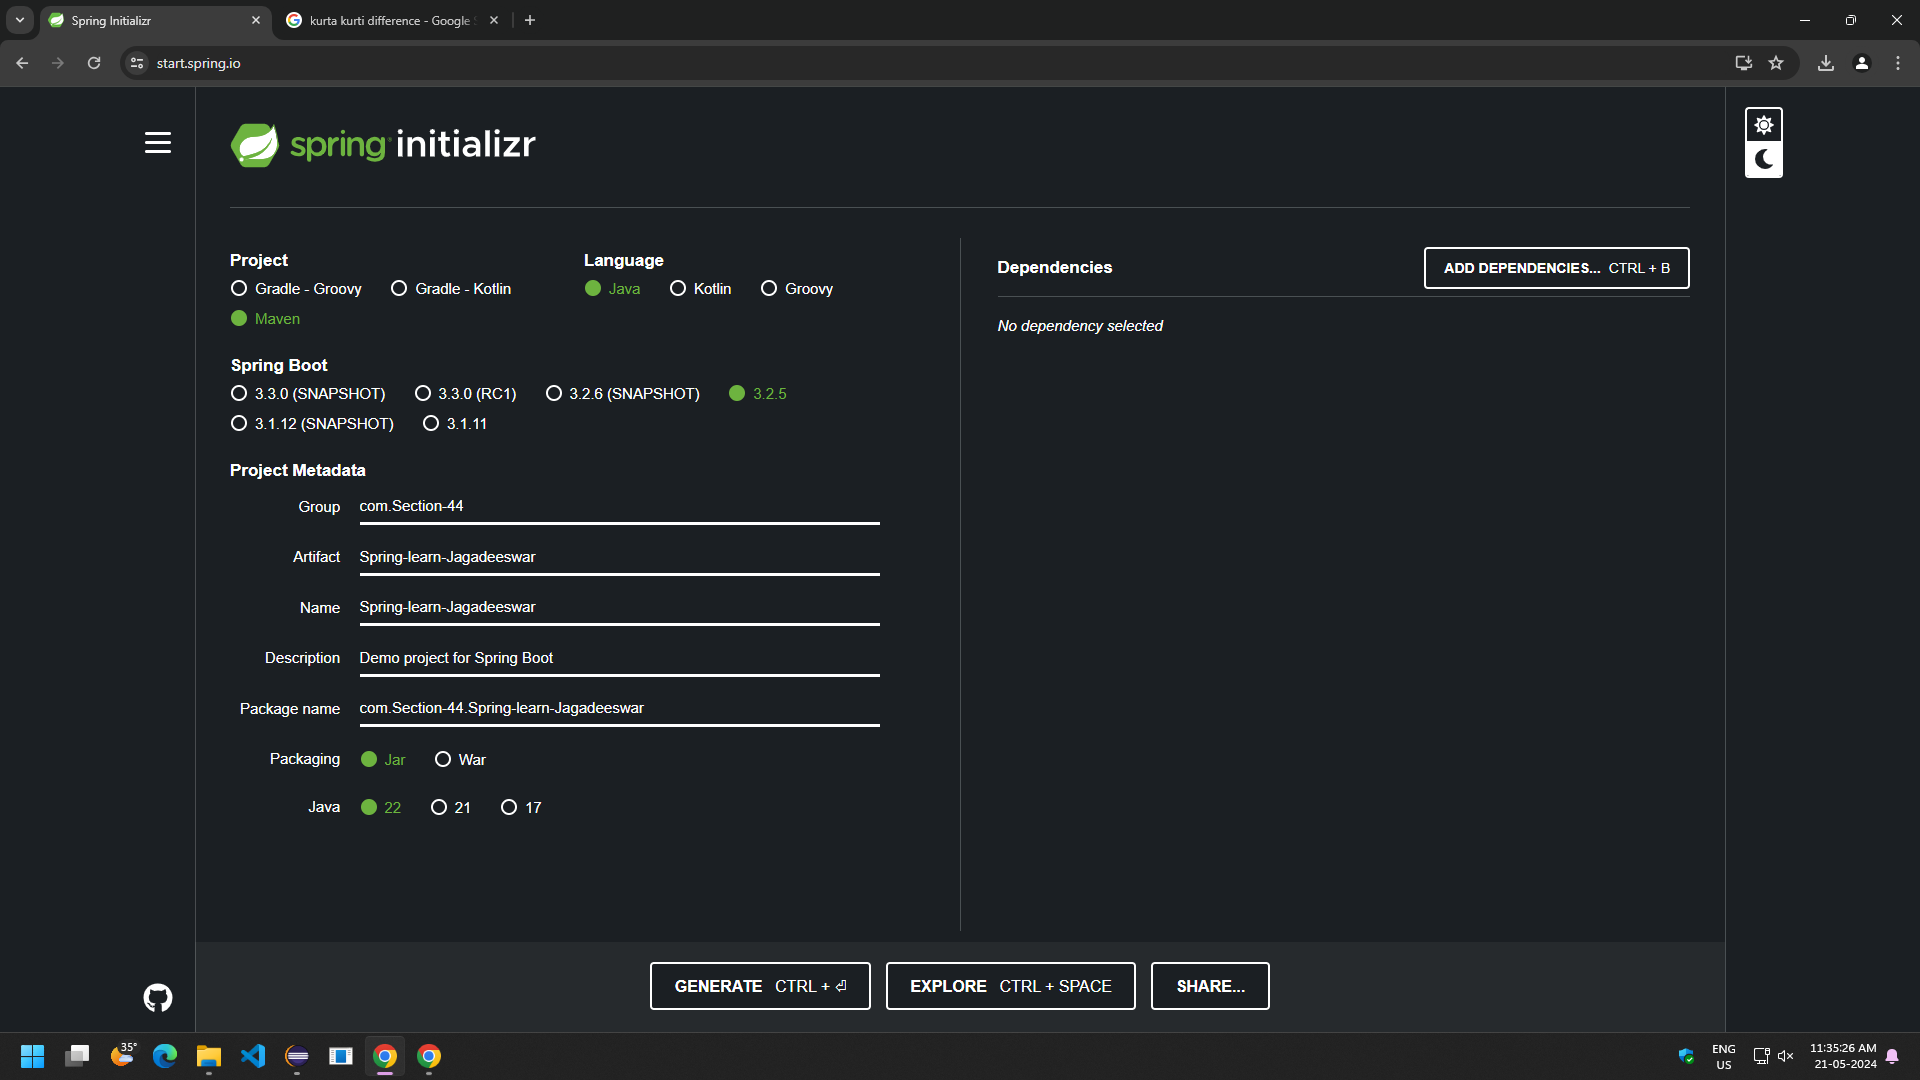 Spring Initializr
kurta kurti difference - Google
start.spring.io
spring initializr
Project
Gradle - Groovy
Gradle - Kotlin
Maven
Language
Java
Kotlin
Groovy
Spring Boot
3.3.0 (SNAPSHOT)
3.3.0 (RC1)
3.2.6 (SNAPSHOT)
3.2.5
3.1.12 (SNAPSHOT)
3.1.11
Project Metadata
Group com.Section-44
Artifact Spring-learn-Jagadeeswar
Name Spring-learn-Jagadeeswar
Description Demo project for Spring Boot
Package name com.Section-44.Spring-learn-Jagadeeswar
Packaging Jar War
Java 22 21 17
Dependencies
ADD DEPENDENCIES... CTRL + B
No dependency selected
GENERATE CTRL + ⏎
EXPLORE CTRL + SPACE
SHARE...
35°
ENG
US
11:35:26 AM
21-05-2024